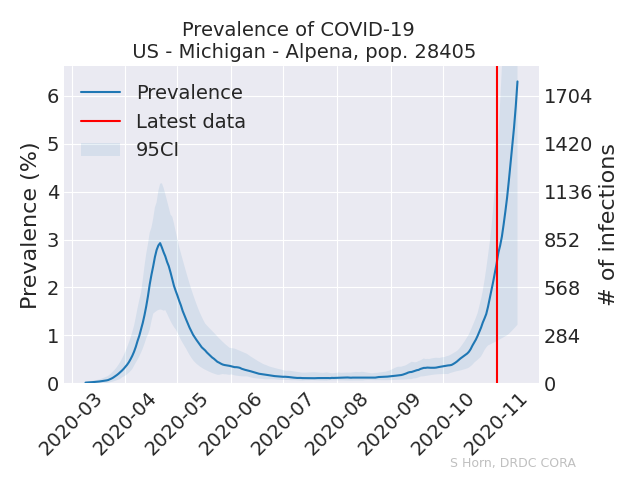 Prevalence of COVID-19
US - Michigan - Alpena, pop. 28405
Prevalence
Latest data
95CI
Prevalence (%)
6
5
4
3
2
1
0
1704
1420
1136
852
568
284
0
# of infections
2020-03
2020-04
2020-05
2020-06
2020-07
2020-08
2020-09
2020-10
2020-11
S Horn, DRDC CORA